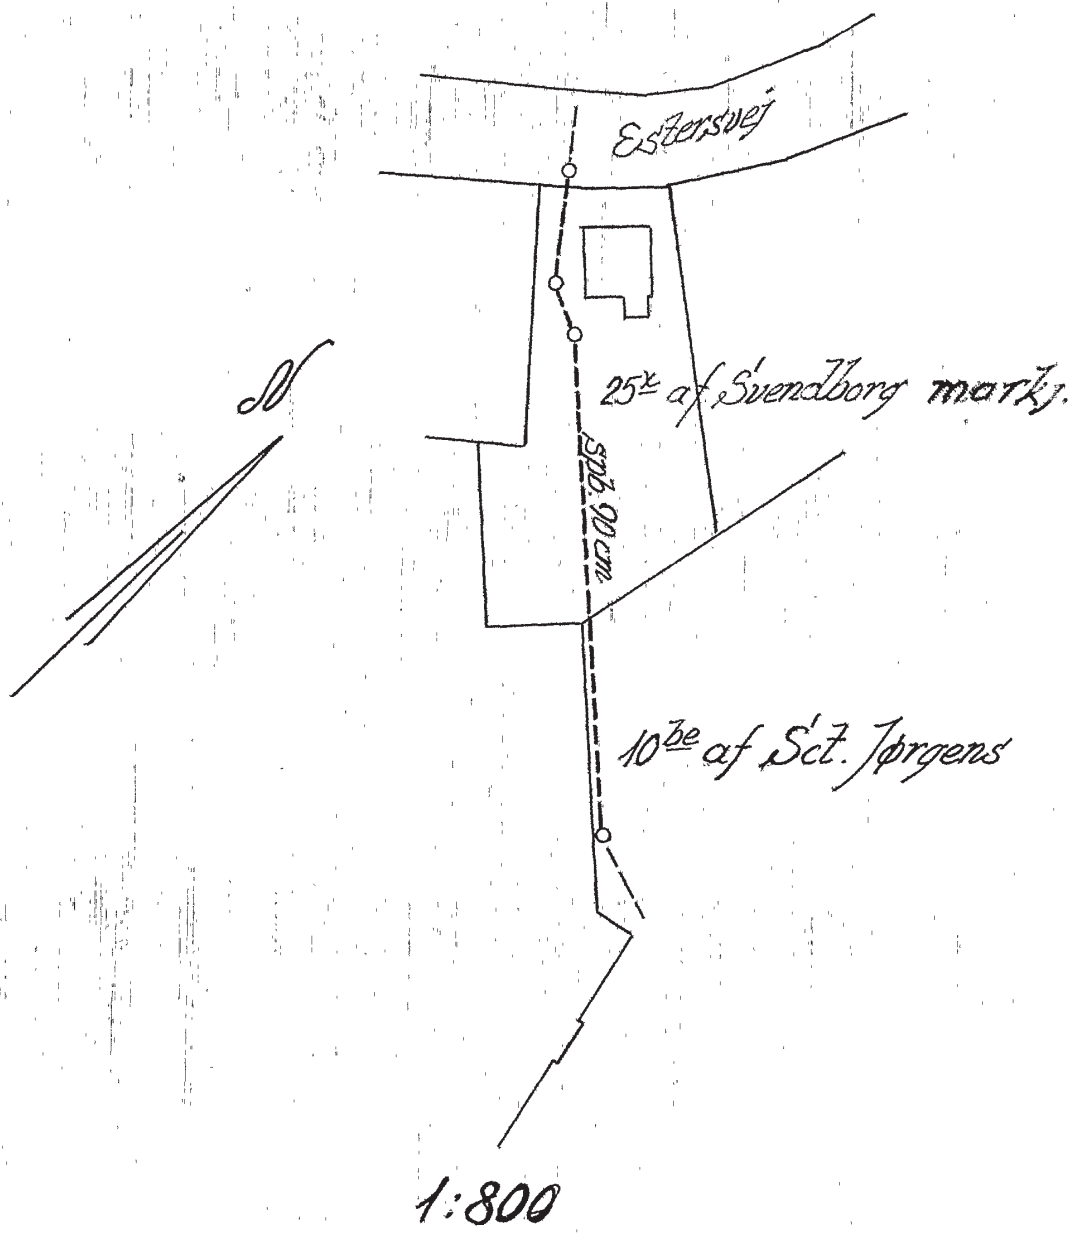 Estersvej
N
25x af Svendborg markj.
spb. 90 cm
10be af Sct. Jørgens
1:800